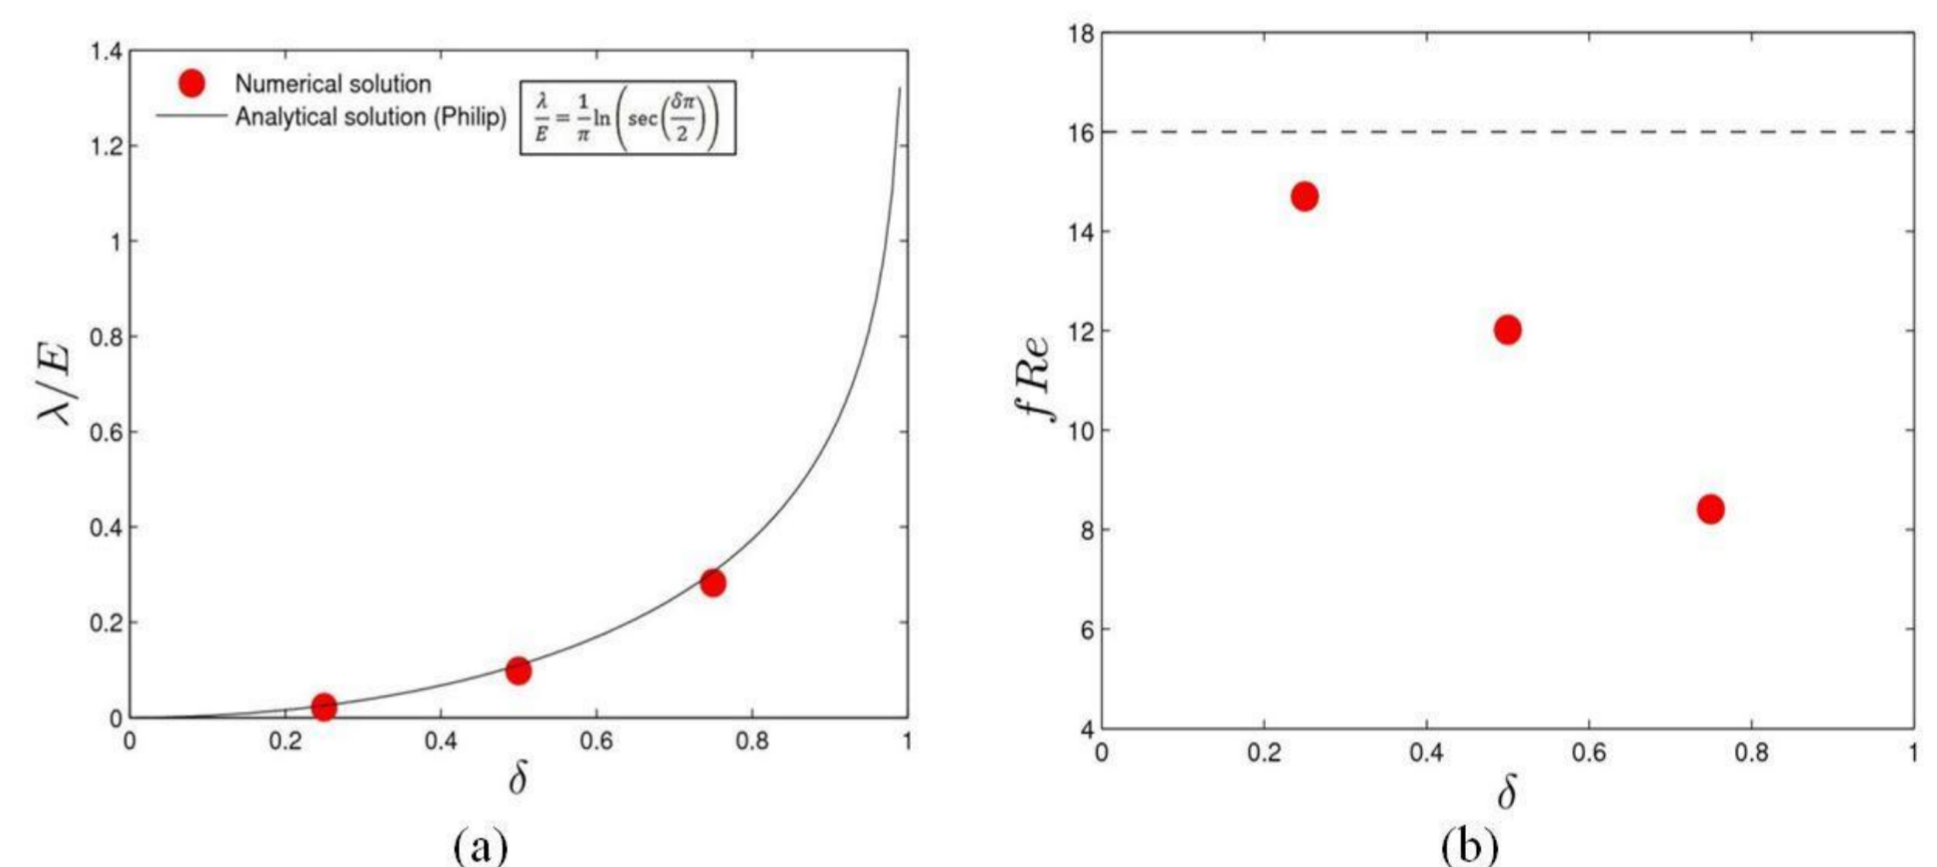 1.4
1.2
1
0.8
0.6
0.4
0.2
0
0 0.2 0.4 0.6 0.8 1
λ/E
δ
Numerical solution
Analytical solution (Philip)
λ/E = 1/π ln(sec(δπ/2))
(a)
18
16
14
12
10
8
6
4
0 0.2 0.4 0.6 0.8 1
fRe
δ
(b)